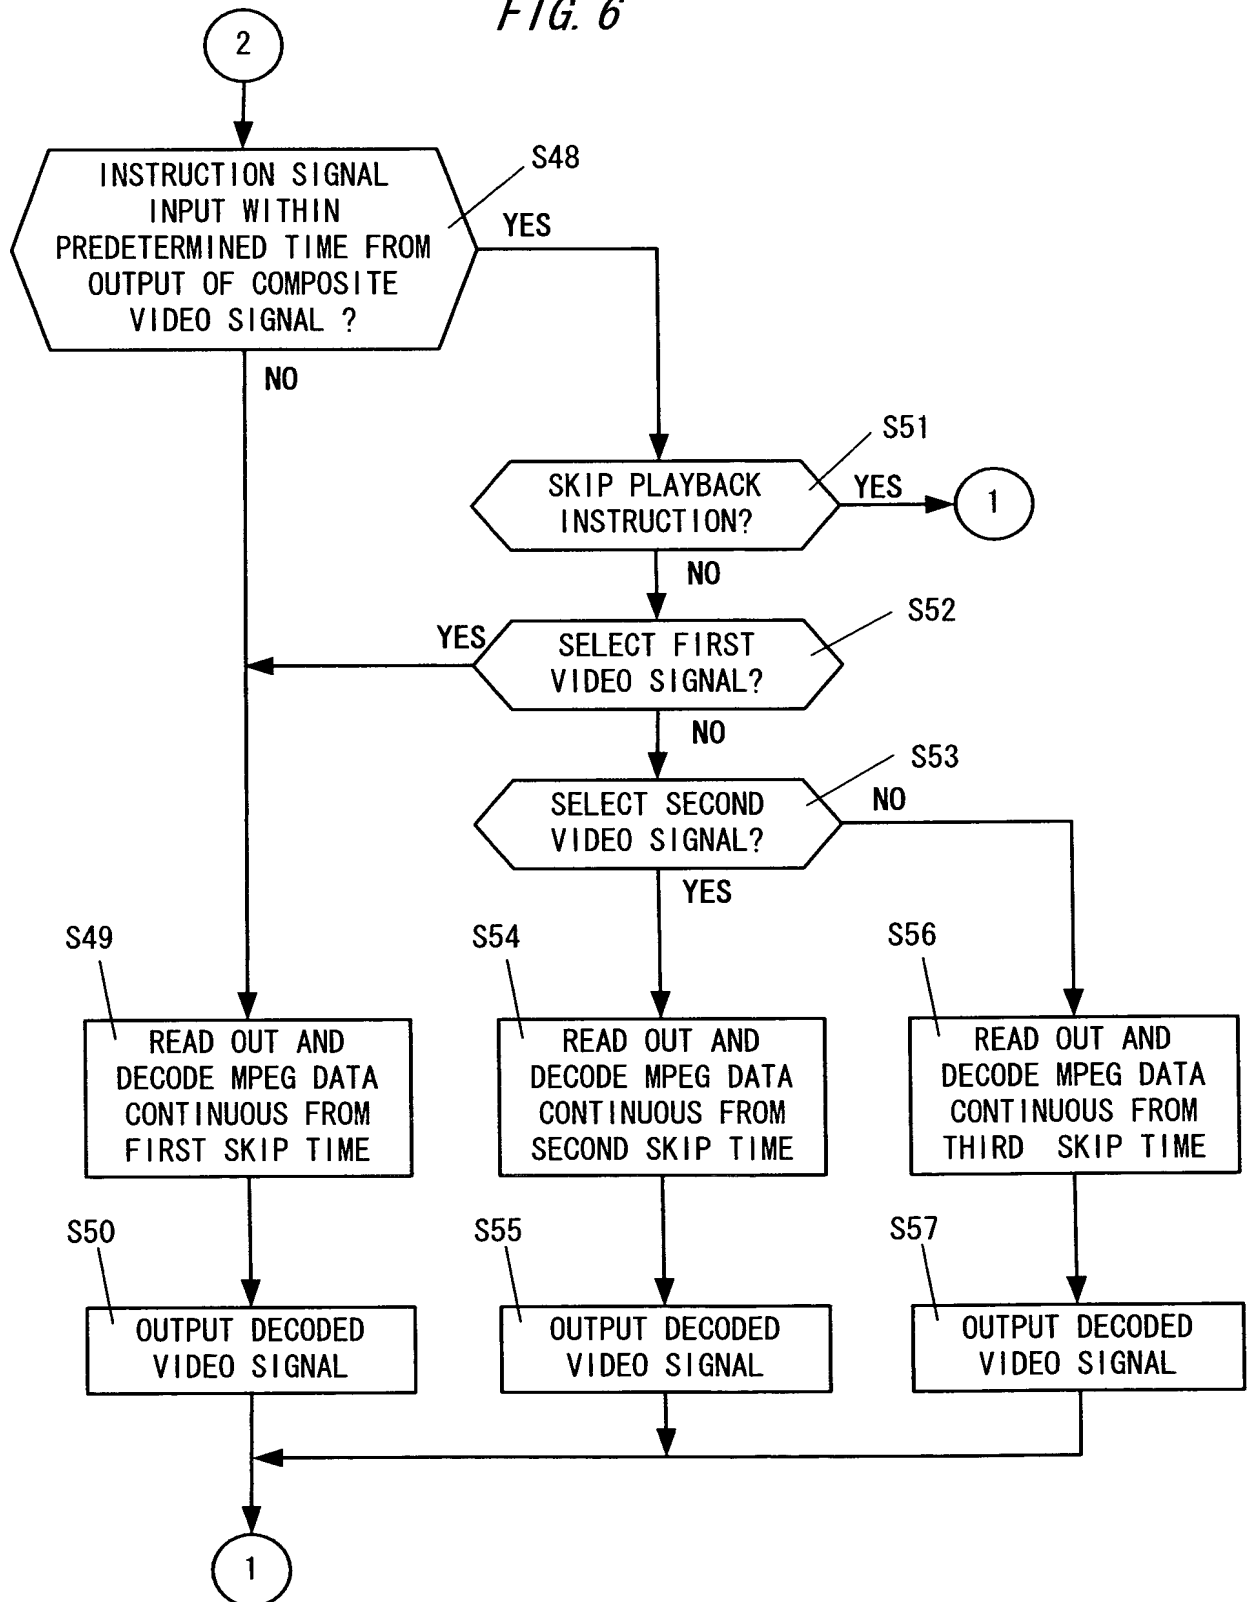 FIG. 6
2
INSTRUCTION SIGNAL
INPUT WITHIN
PREDETERMINED TIME FROM
OUTPUT OF COMPOSITE
VIDEO SIGNAL ?
S48
YES
NO
SKIP PLAYBACK
INSTRUCTION?
S51
YES
1
NO
SELECT FIRST
VIDEO SIGNAL?
S52
YES
NO
SELECT SECOND
VIDEO SIGNAL?
S53
NO
YES
S49
READ OUT AND
DECODE MPEG DATA
CONTINUOUS FROM
FIRST SKIP TIME
S54
READ OUT AND
DECODE MPEG DATA
CONTINUOUS FROM
SECOND SKIP TIME
S56
READ OUT AND
DECODE MPEG DATA
CONTINUOUS FROM
THIRD SKIP TIME
S50
OUTPUT DECODED
VIDEO SIGNAL
S55
OUTPUT DECODED
VIDEO SIGNAL
S57
OUTPUT DECODED
VIDEO SIGNAL
1